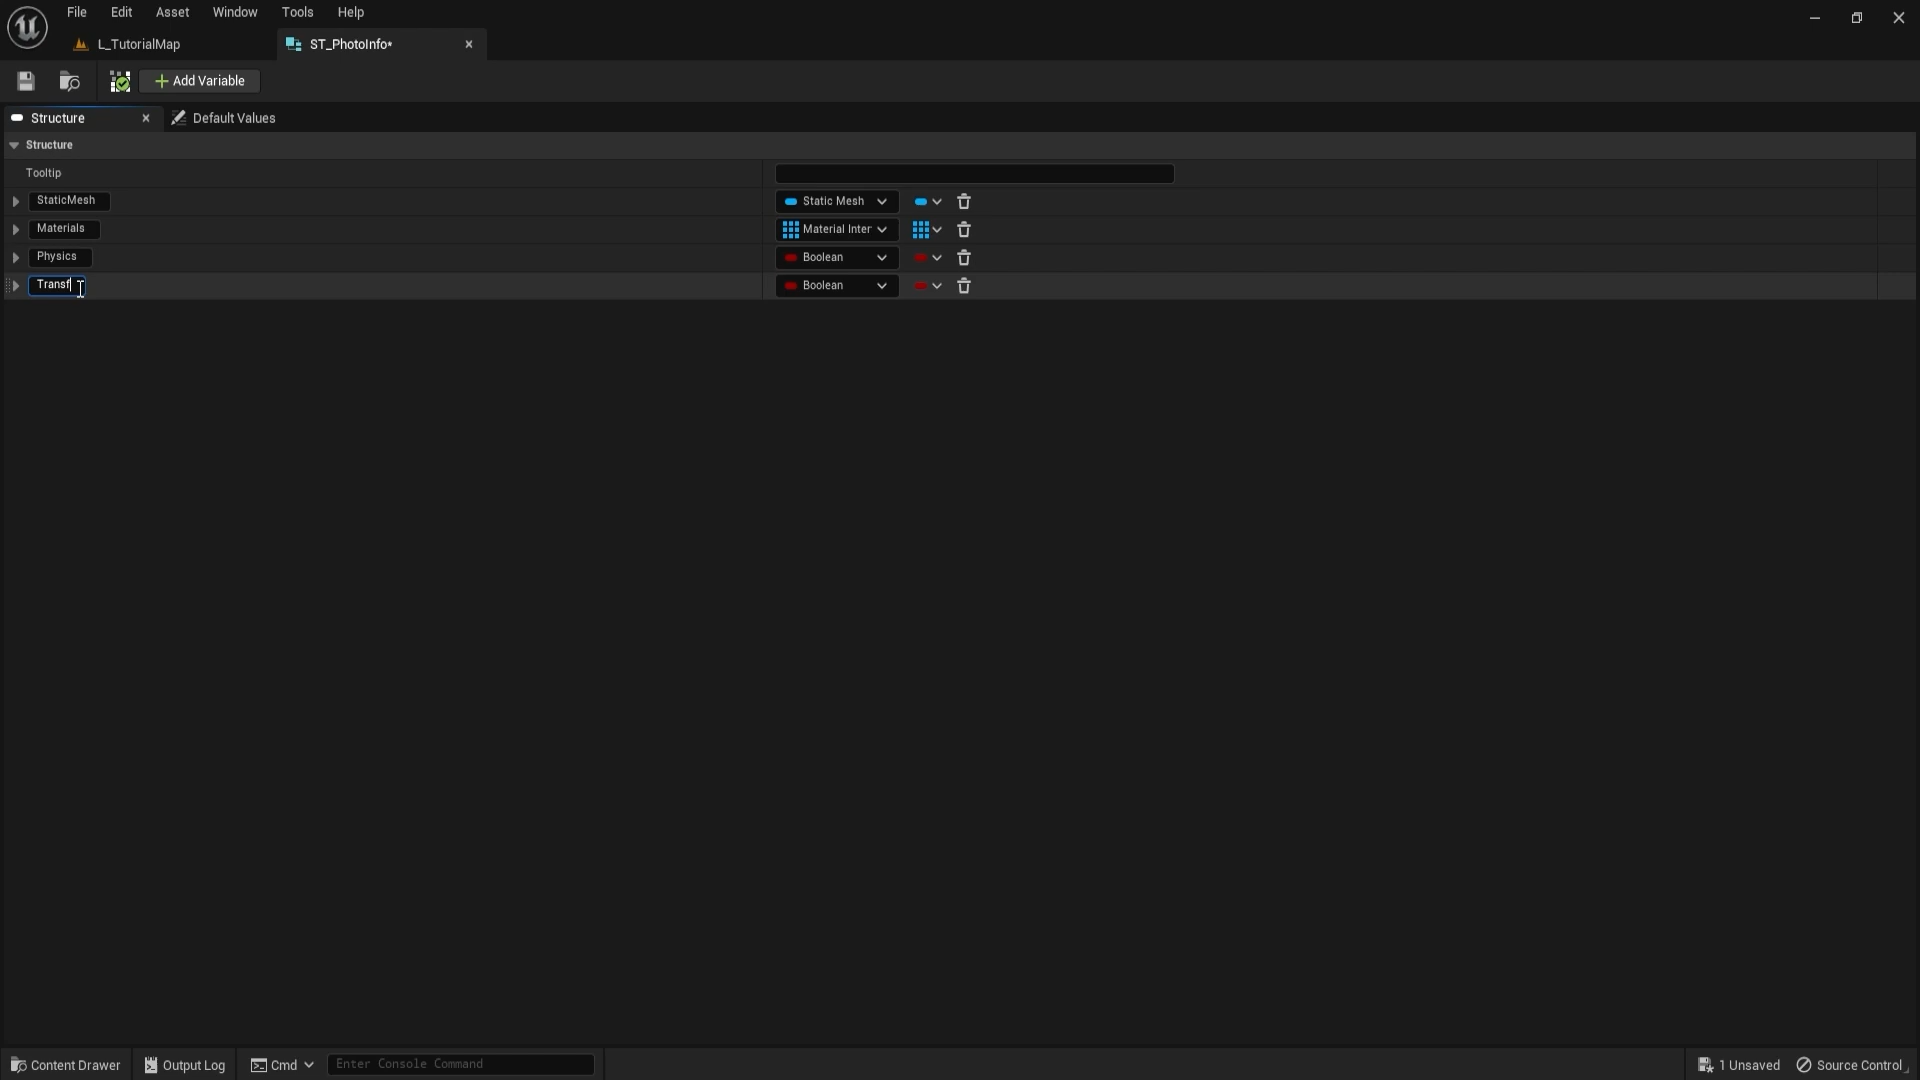 File Edit Asset Window Tools Help
L_TutorialMap ST_PhotoInfo*
Add Variable
Structure Default Values
Structure
Tooltip
StaticMesh Static Mesh
Materials Material Inter
Physics Boolean
Transf Boolean
Content Drawer Output Log Cmd Enter Console Command 1 Unsaved Source Control